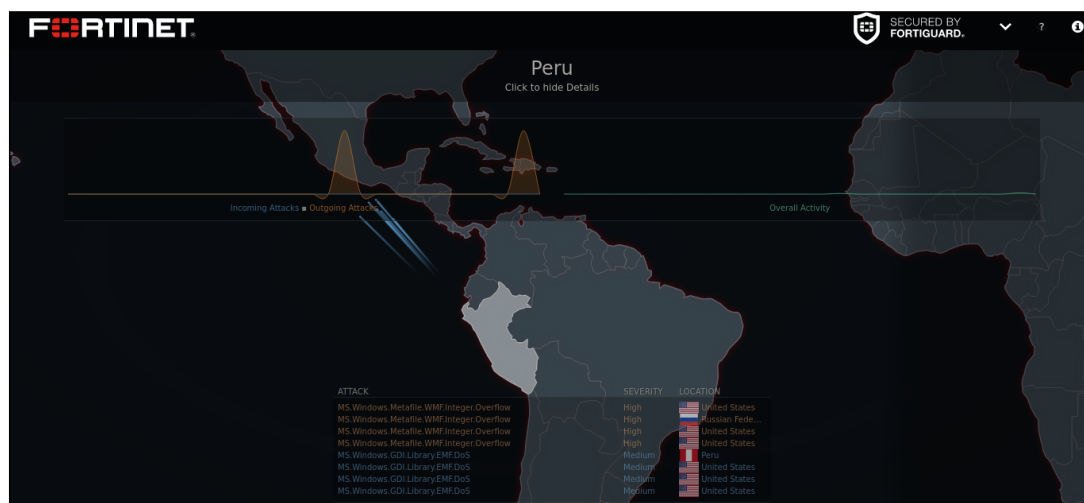 FORTINET
SECURED BY
FORTIGUARD
?
Peru
Click to hide Details
Incoming Attacks Outgoing Attacks
Overall Activity
ATTACK SEVERITY LOCATION
MS.Windows.Metafile.WMF.Integer.Overflow High United States
MS.Windows.Metafile.WMF.Integer.Overflow High Russian Fede...
MS.Windows.Metafile.WMF.Integer.Overflow High United States
MS.Windows.Metafile.WMF.Integer.Overflow High United States
MS.Windows.GDI.Library.EMF.DoS Medium Peru
MS.Windows.GDI.Library.EMF.DoS Medium United States
MS.Windows.GDI.Library.EMF.DoS Medium United States
MS.Windows.GDI.Library.EMF.DoS Medium United States